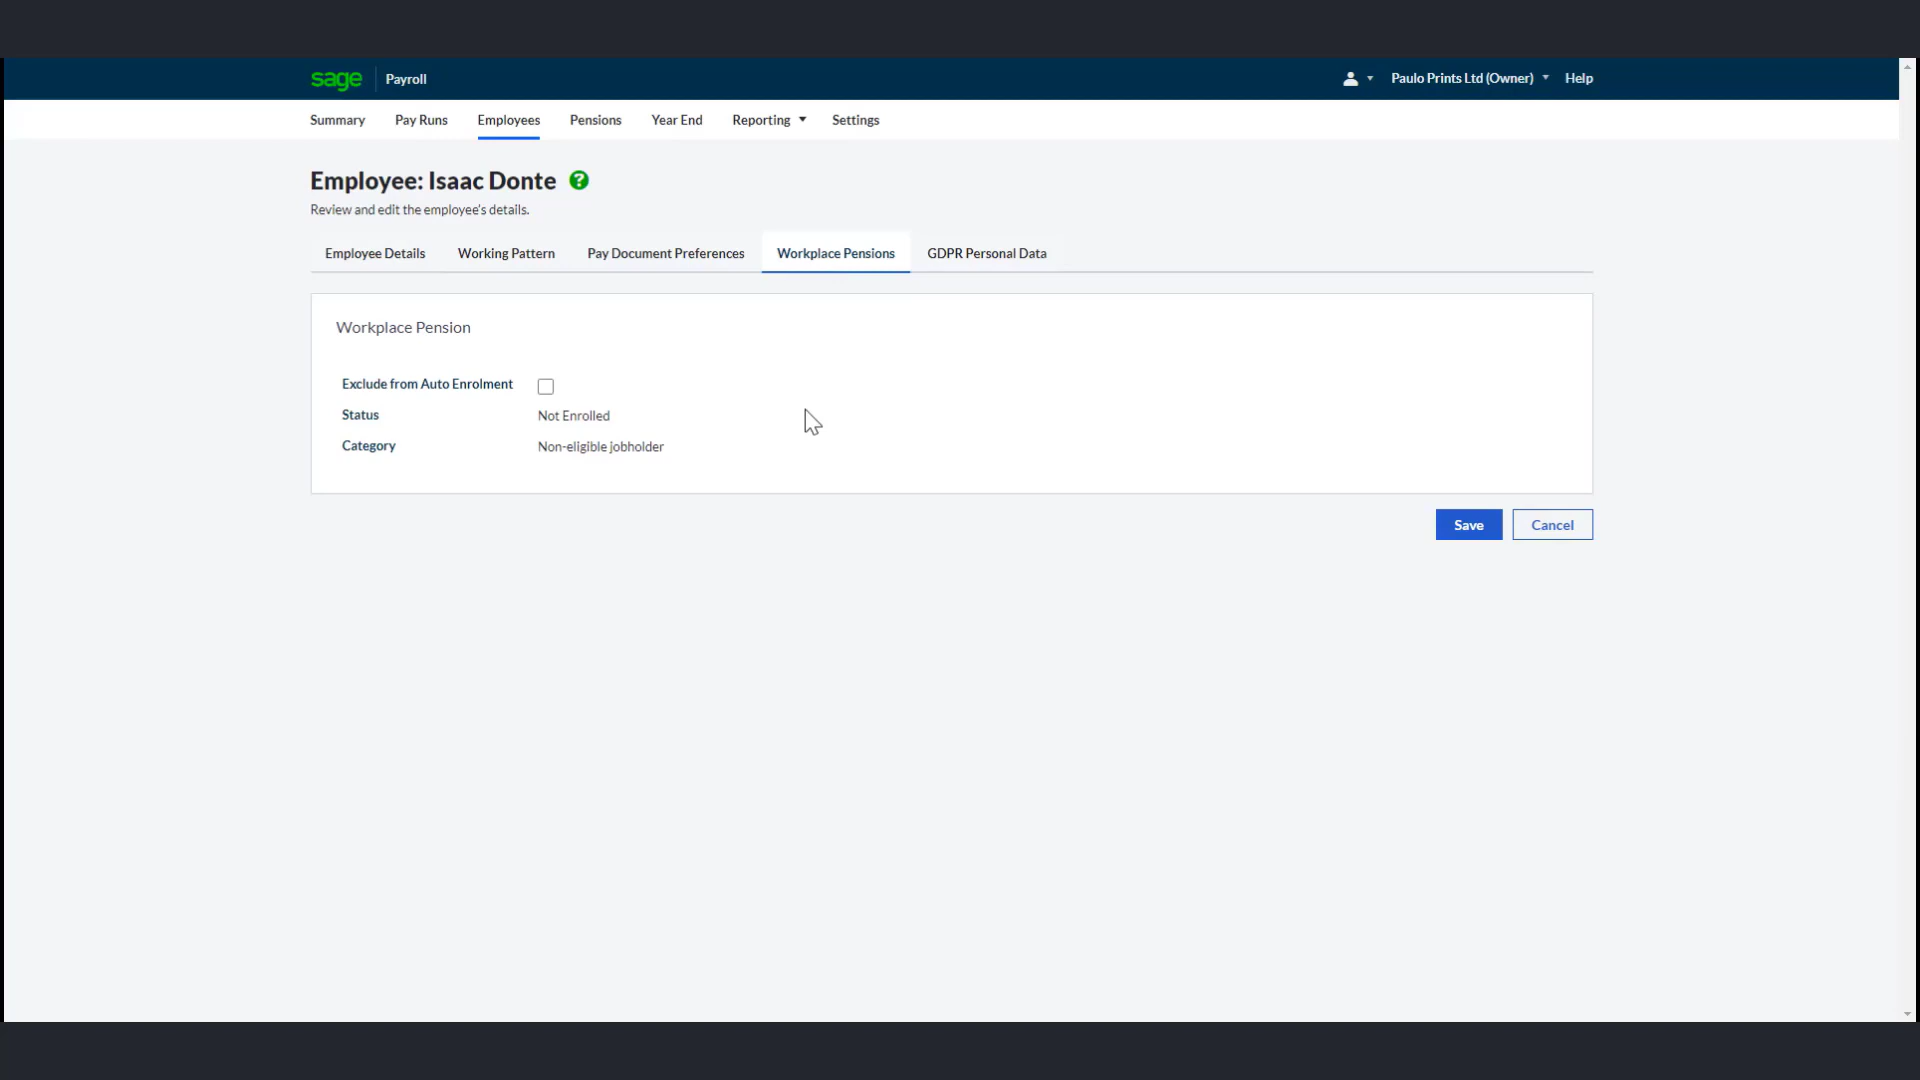 sage Payroll Paulo Prints Ltd (Owner) Help
Summary Pay Runs Employees Pensions Year End Reporting Settings
Employee: Isaac Donte ?
Review and edit the employee's details.
Employee Details Working Pattern Pay Document Preferences Workplace Pensions GDPR Personal Data
Workplace Pension
Exclude from Auto Enrolment
Status Not Enrolled
Category Non-eligible jobholder
Save Cancel